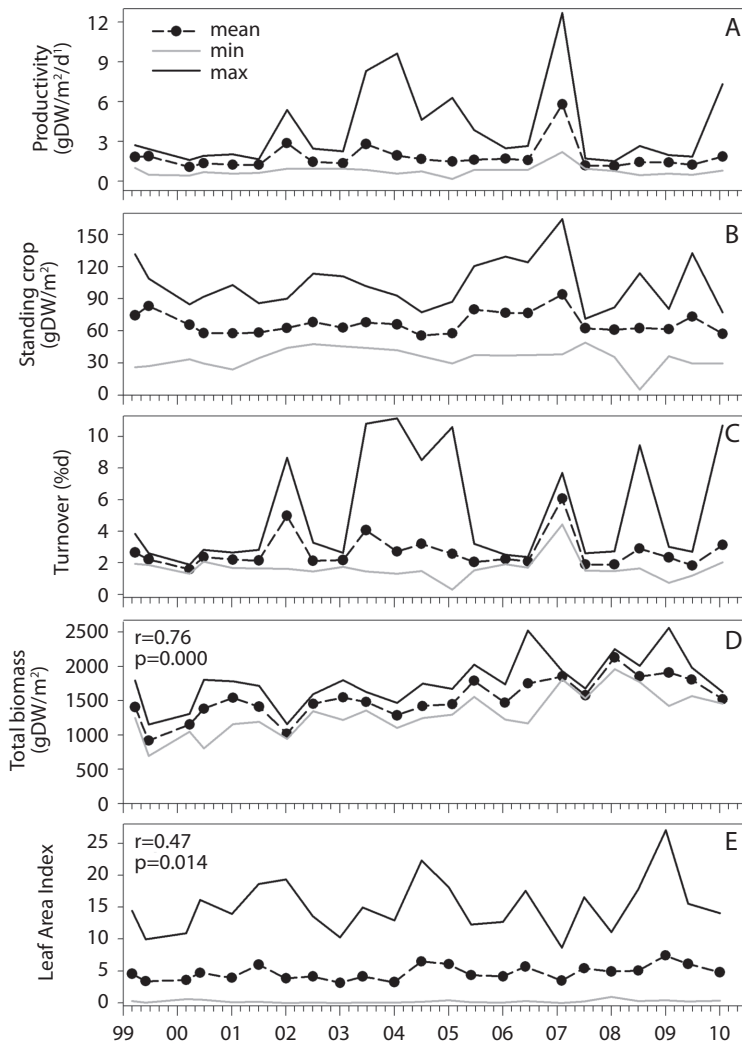 A
mean
min
max
12
9
6
3
0
Productivity
(gDW/m²/d¹)
B
150
120
90
60
30
0
Standing crop
(gDW/m²)
C
10
8
6
4
2
0
Turnover (%d)
D
r=0.76
p=0.000
2500
2000
1500
1000
500
0
Total biomass
(gDW/m²)
E
r=0.47
p=0.014
25
20
15
10
5
0
Leaf Area Index
99 00 01 02 03 04 05 06 07 08 09 10